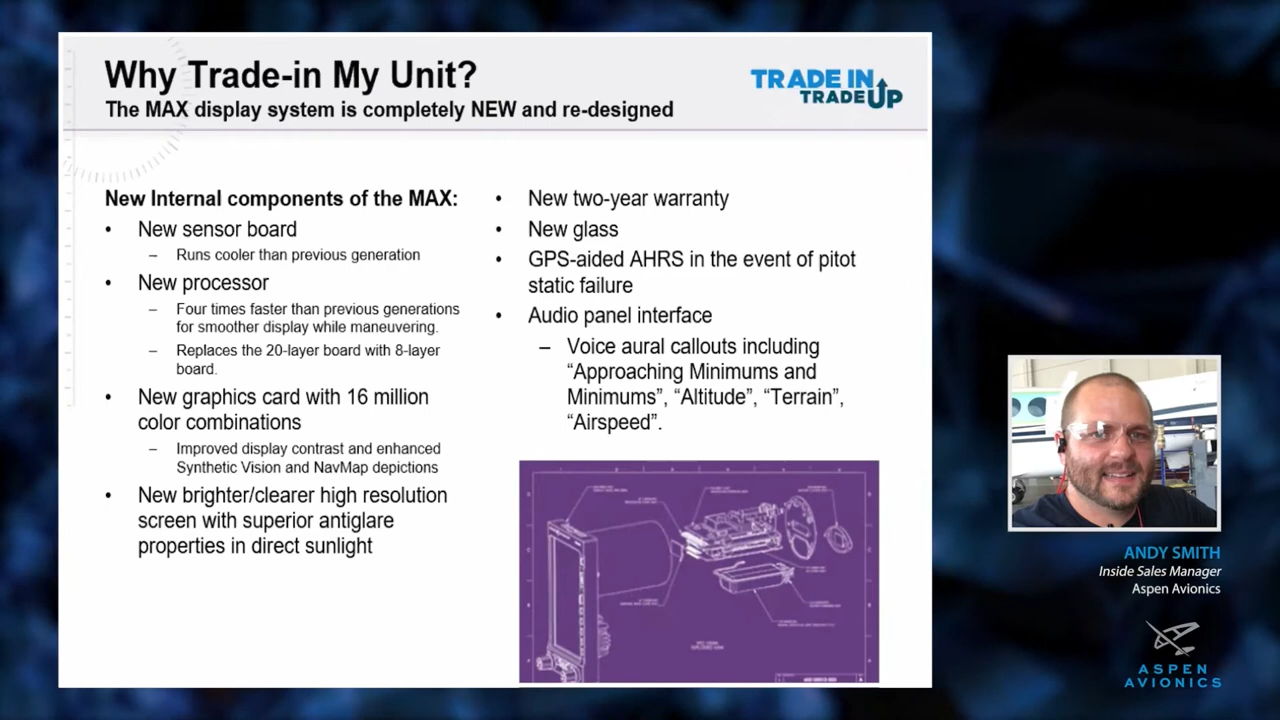 Why Trade-in My Unit?
The MAX display system is completely NEW and re-designed
TRADE IN
TRADE UP
New Internal components of the MAX:
• New sensor board
– Runs cooler than previous generation
• New processor
– Four times faster than previous generations
for smoother display while maneuvering.
– Replaces the 20-layer board with 8-layer
board.
• New graphics card with 16 million
color combinations
– Improved display contrast and enhanced
Synthetic Vision and NavMap depictions
• New brighter/clearer high resolution
screen with superior antiglare
properties in direct sunlight
• New two-year warranty
• New glass
• GPS-aided AHRS in the event of pitot
static failure
• Audio panel interface
– Voice aural callouts including
“Approaching Minimums and
Minimums”, “Altitude”, “Terrain”,
“Airspeed”.
ANDY SMITH
Inside Sales Manager
Aspen Avionics
ASPEN
AVIONICS